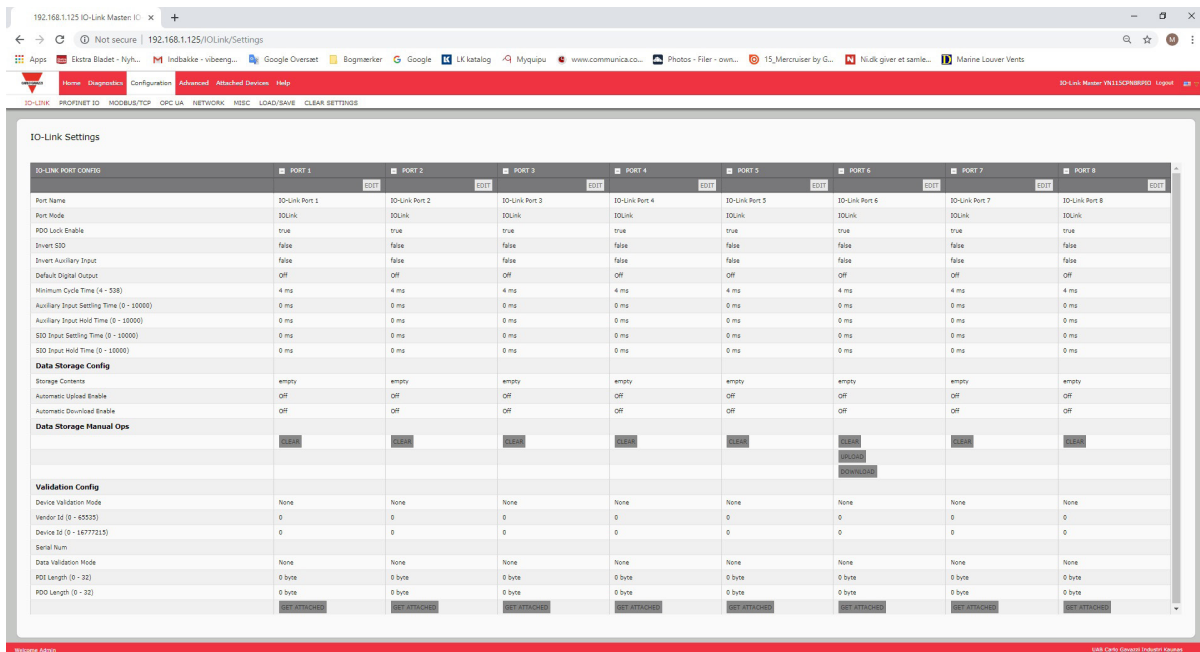 192.168.1.125 IO-Link Master: IO
Not secure | 192.168.1.125/IOLink/Settings
Apps Ekstra Bladet - Nyh... Indbakke - vibeeng... Google Oversæt Bogmærker Google LK katalog Myquipu www.communica.co... Photos - Filer - own... 15_Mercruiser by G... Ni.dk giver et samle... Marine Louver Vents
Home Diagnostics Configuration Advanced Attached Devices Help IO-Link Master YN115CPN8RPIO Logout
IO-LINK PROFINET IO MODBUS/TCP OPC UA NETWORK MISC LOAD/SAVE CLEAR SETTINGS
IO-Link Settings
IO-LINK PORT CONFIG PORT 1 PORT 2 PORT 3 PORT 4 PORT 5 PORT 6 PORT 7 PORT 8
EDIT EDIT EDIT EDIT EDIT EDIT EDIT EDIT
Port Name IO-Link Port 1 IO-Link Port 2 IO-Link Port 3 IO-Link Port 4 IO-Link Port 5 IO-Link Port 6 IO-Link Port 7 IO-Link Port 8
Port Mode IOLink IOLink IOLink IOLink IOLink IOLink IOLink IOLink
PDO Lock Enable true true true true true true true true
Invert SIO false false false false false false false false
Invert Auxiliary Input false false false false false false false false
Default Digital Output Off Off Off Off Off Off Off Off
Minimum Cycle Time (4 - 538) 4 ms 4 ms 4 ms 4 ms 4 ms 4 ms 4 ms 4 ms
Auxiliary Input Settling Time (0 - 10000) 0 ms 0 ms 0 ms 0 ms 0 ms 0 ms 0 ms 0 ms
Auxiliary Input Hold Time (0 - 10000) 0 ms 0 ms 0 ms 0 ms 0 ms 0 ms 0 ms 0 ms
SIO Input Settling Time (0 - 10000) 0 ms 0 ms 0 ms 0 ms 0 ms 0 ms 0 ms 0 ms
SIO Input Hold Time (0 - 10000) 0 ms 0 ms 0 ms 0 ms 0 ms 0 ms 0 ms 0 ms
Data Storage Config
Storage Contents empty empty empty empty empty empty empty empty
Automatic Upload Enable Off Off Off Off Off Off Off Off
Automatic Download Enable Off Off Off Off Off Off Off Off
Data Storage Manual Ops
CLEAR CLEAR CLEAR CLEAR CLEAR CLEAR CLEAR CLEAR
UPLOAD
DOWNLOAD
Validation Config
Device Validation Mode None None None None None None None None
Vendor Id (0 - 65535) 0 0 0 0 0 0 0 0
Device Id (0 - 16777215) 0 0 0 0 0 0 0 0
Serial Num
Data Validation Mode None None None None None None None None
PDI Length (0 - 32) 0 byte 0 byte 0 byte 0 byte 0 byte 0 byte 0 byte 0 byte
PDO Length (0 - 32) 0 byte 0 byte 0 byte 0 byte 0 byte 0 byte 0 byte 0 byte
GET ATTACHED GET ATTACHED GET ATTACHED GET ATTACHED GET ATTACHED GET ATTACHED GET ATTACHED GET ATTACHED
Welcome Admin UAB Carlo Gavazzi Industri Kaunas